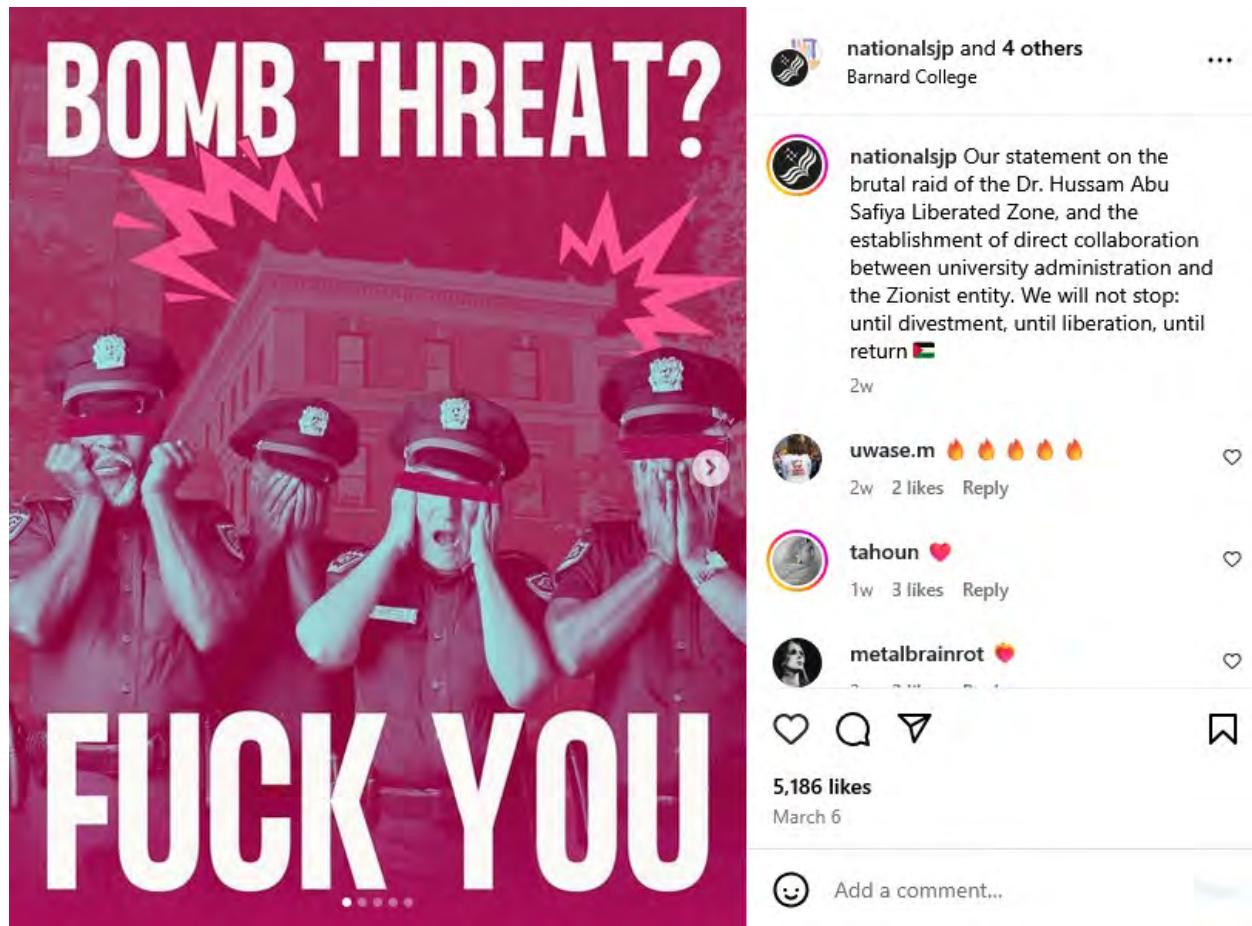 BOMB THREAT?
FUCK YOU
nationalsjp and 4 others
Barnard College
nationalsjp Our statement on the
brutal raid of the Dr. Hussam Abu
Safiya Liberated Zone, and the
establishment of direct collaboration
between university administration and
the Zionist entity. We will not stop:
until divestment, until liberation, until
return 🇵🇸
2w
uwase.m 🔥 🔥 🔥 🔥 🔥
2w 2 likes Reply
tahoun ❤️
1w 3 likes Reply
metalbrainrot ❤️‍🔥
5,186 likes
March 6
Add a comment...